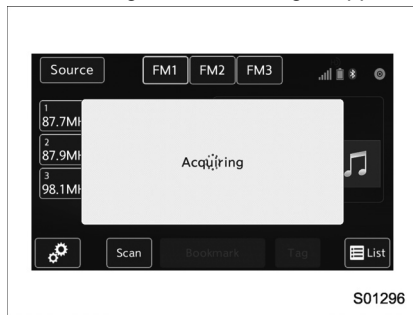 Source FM1 FM2 FM3
1
87.7MH
2
87.9MH
3
98.1MH
Acquiring
Scan Bookmark Tag List
S01296